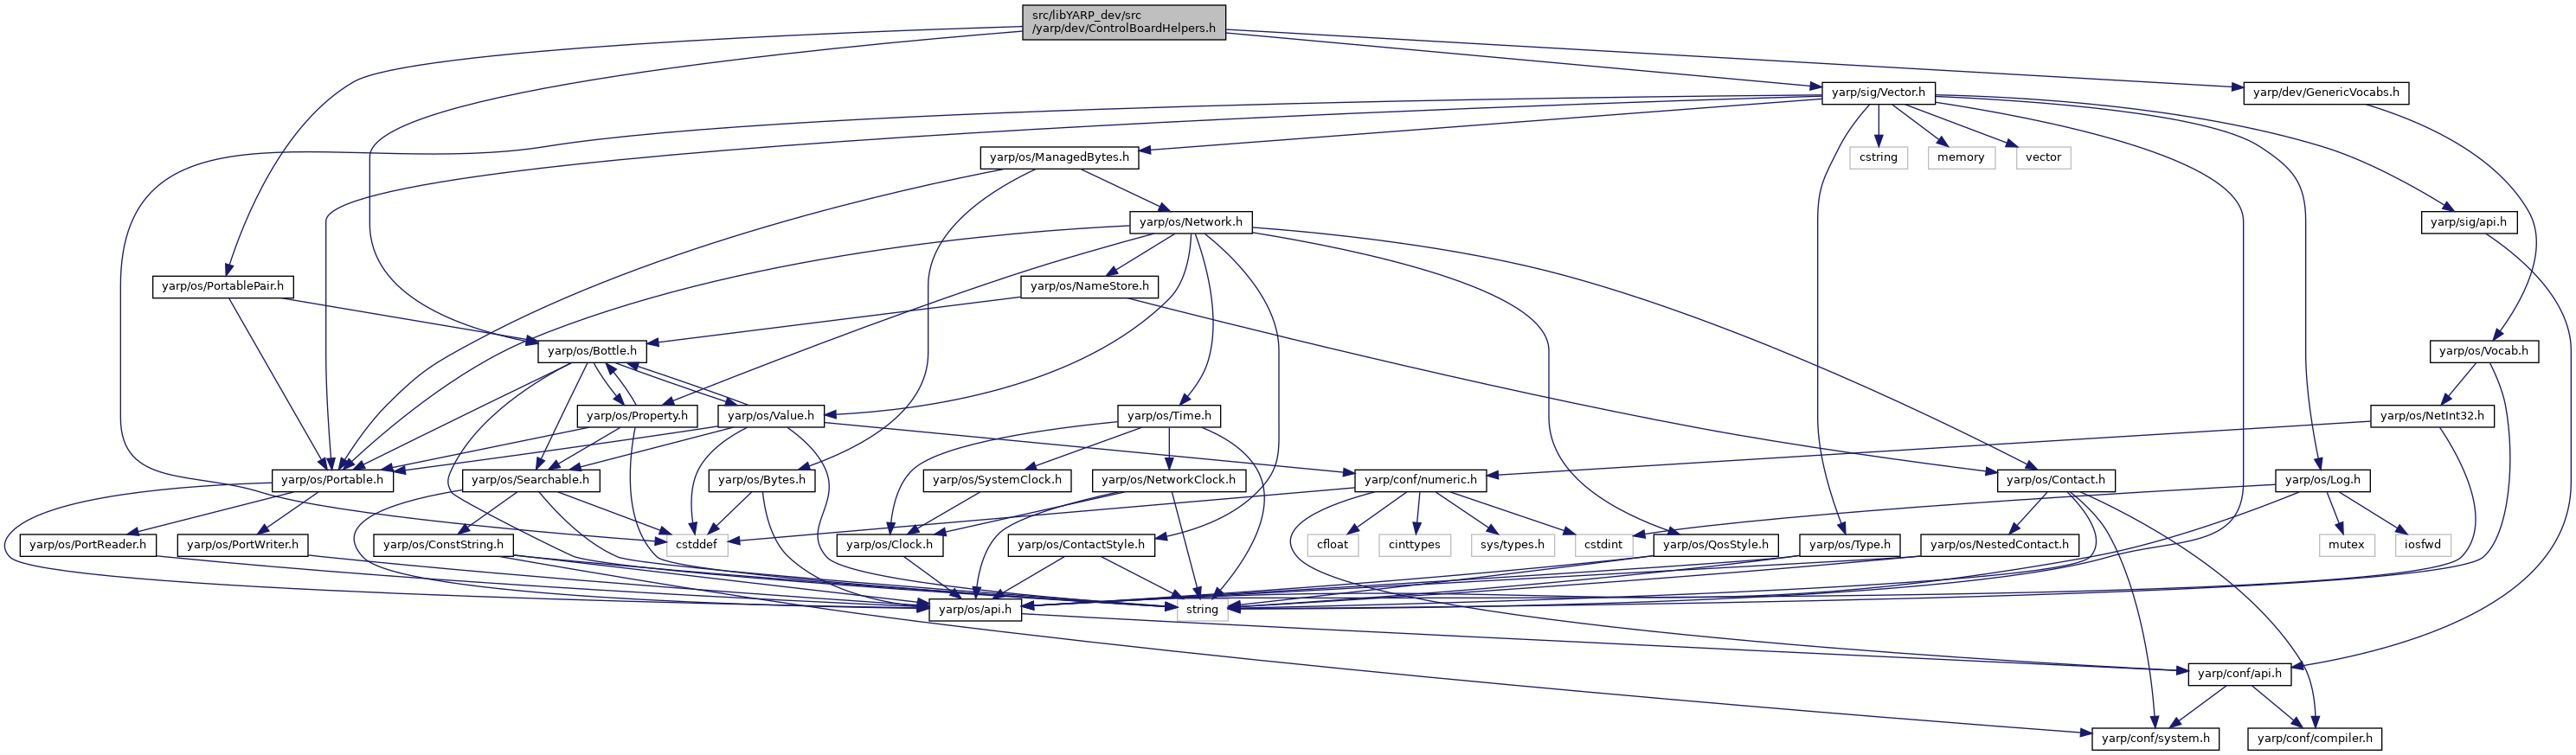 src/libYARP_dev/src
/yarp/dev/ControlBoardHelpers.h
yarp/sig/Vector.h
yarp/dev/GenericVocabs.h
yarp/os/ManagedBytes.h
cstring
memory
vector
yarp/os/Network.h
yarp/sig/api.h
yarp/os/PortablePair.h
yarp/os/NameStore.h
yarp/os/Bottle.h
yarp/os/Vocab.h
yarp/os/Property.h
yarp/os/Value.h
yarp/os/Time.h
yarp/os/NetInt32.h
yarp/os/Portable.h
yarp/os/Searchable.h
yarp/os/Bytes.h
yarp/os/SystemClock.h
yarp/os/NetworkClock.h
yarp/conf/numeric.h
yarp/os/Contact.h
yarp/os/Log.h
yarp/os/PortReader.h
yarp/os/PortWriter.h
yarp/os/ConstString.h
cstddef
yarp/os/Clock.h
yarp/os/ContactStyle.h
cfloat
cinttypes
sys/types.h
cstdint
yarp/os/QosStyle.h
yarp/os/Type.h
yarp/os/NestedContact.h
mutex
iosfwd
yarp/os/api.h
string
yarp/conf/api.h
yarp/conf/system.h
yarp/conf/compiler.h